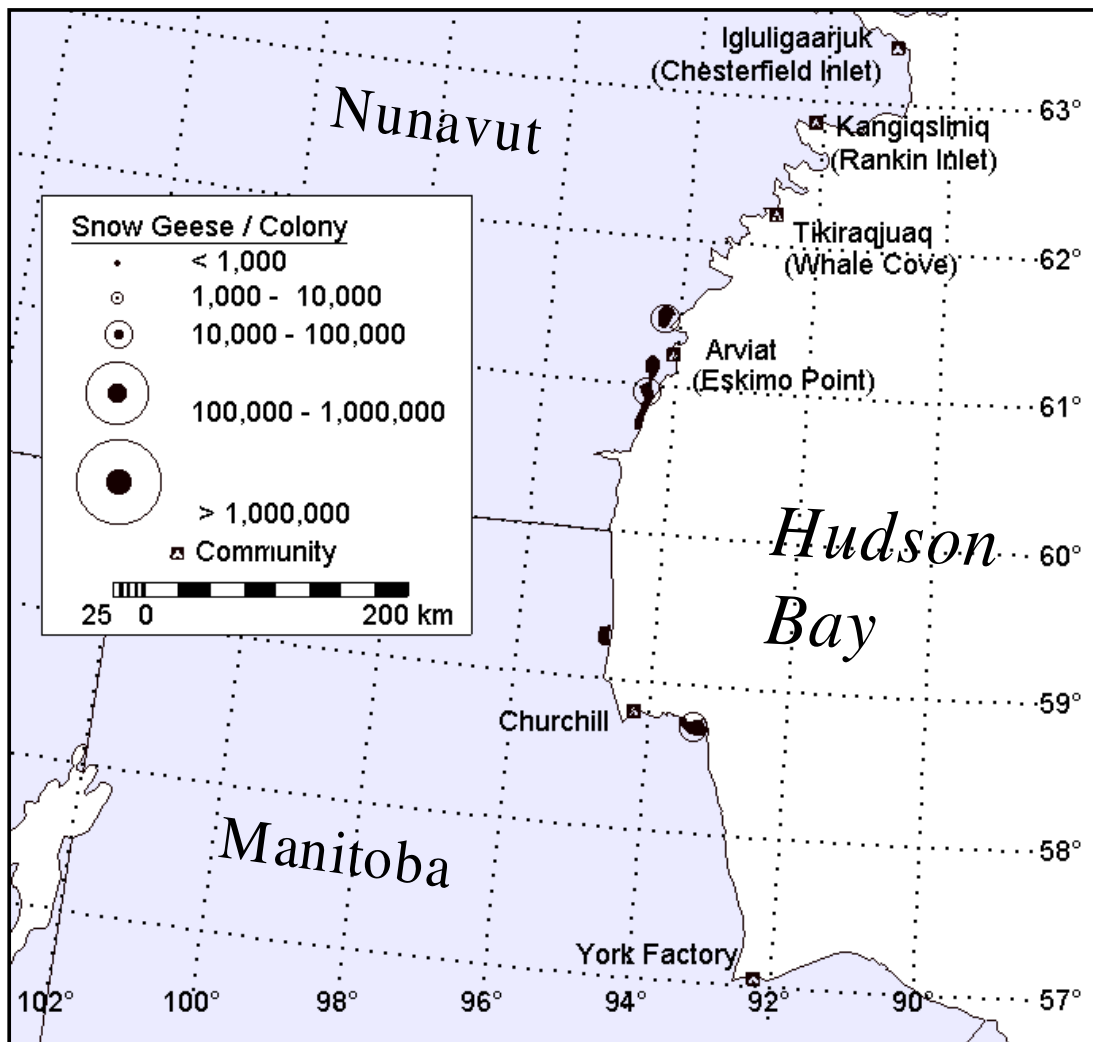 Igluligaarjuk
(Chesterfield Inlet)
Nunavut
63°
Kangiqsliniq
(Rankin Inlet)
Snow Geese / Colony
< 1,000
1,000 - 10,000
10,000 - 100,000
100,000 - 1,000,000
> 1,000,000
Community
25 0 200 km
Tikiraqjuaq
(Whale Cove)
62°
Arviat
(Eskimo Point)
61°
Hudson
Bay
60°
59°
Churchill
Manitoba
58°
York Factory
102° 100° 98° 96° 94° 92° 90° 57°